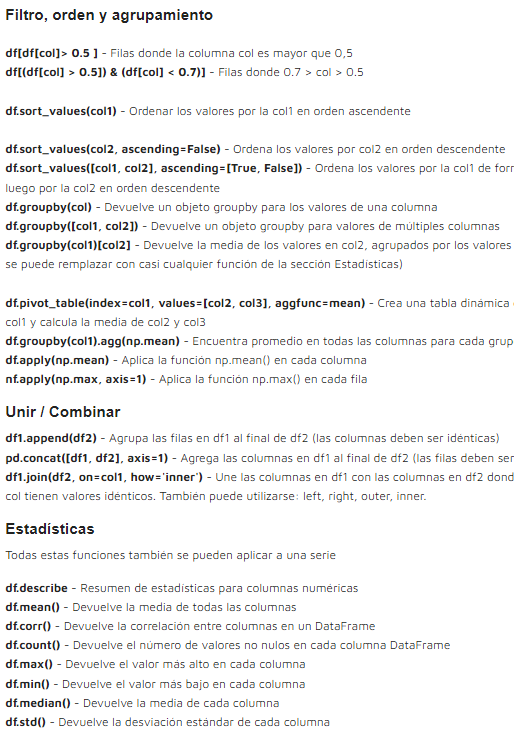 Filtro, orden y agrupamiento
df[df[col]> 0.5 ] - Filas donde la columna col es mayor que 0,5
df[(df[col] > 0.5]) & (df[col] < 0.7)] - Filas donde 0.7 > col > 0.5
df.sort_values(col1) - Ordenar los valores por la col1 en orden ascendente
df.sort_values(col2, ascending=False) - Ordena los valores por col2 en orden descendente
df.sort_values([col1, col2], ascending=[True, False]) - Ordena los valores por la col1 de for
luego por la col2 en orden descendente
df.groupby(col) - Devuelve un objeto groupby para los valores de una columna
df.groupby([col1, col2]) - Devuelve un objeto groupby para valores de múltiples columnas
df.groupby(col1)[col2] - Devuelve la media de los valores en col2, agrupados por los valores
se puede remplazar con casi cualquier función de la sección Estadísticas)
df.pivot_table(index=col1, values=[col2, col3], aggfunc=mean) - Crea una tabla dinámica
col1 y calcula la media de col2 y col3
df.groupby(col1).agg(np.mean) - Encuentra promedio en todas las columnas para cada grup
df.apply(np.mean) - Aplica la función np.mean() en cada columna
nf.apply(np.max, axis=1) - Aplica la función np.max() en cada fila
Unir / Combinar
df1.append(df2) - Agrupa las filas en df1 al final de df2 (las columnas deben ser idénticas)
pd.concat([df1, df2], axis=1) - Agrega las columnas en df1 al final de df2 (las filas deben ser
df1.join(df2, on=col1, how='inner') - Une las columnas en df1 con las columnas en df2 dond
col tienen valores idénticos. También puede utilizarse: left, right, outer, inner.
Estadísticas
Todas estas funciones también se pueden aplicar a una serie
df.describe - Resumen de estadísticas para columnas numéricas
df.mean() - Devuelve la media de todas las columnas
df.corr() - Devuelve la correlación entre columnas en un DataFrame
df.count() - Devuelve el número de valores no nulos en cada columna DataFrame
df.max() - Devuelve el valor más alto en cada columna
df.min() - Devuelve el valor más bajo en cada columna
df.median() - Devuelve la media de cada columna
df.std() - Devuelve la desviación estándar de cada columna